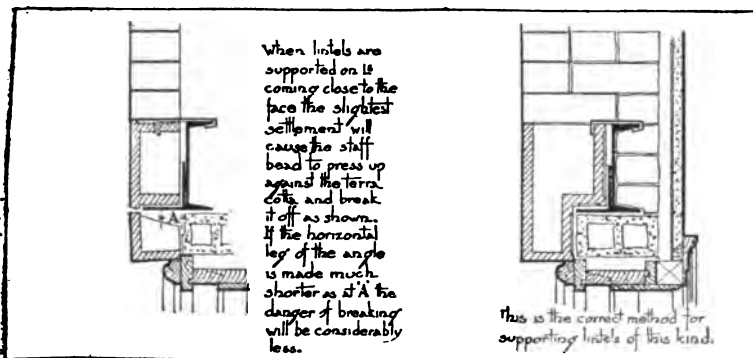 When lintels are
supported on Ls
coming close to the
face the slightest
settlement will
cause the staff
bead to press up
against the terra
cotta and break
it off as shown.
If the horizontal
leg of the angle
is made much
shorter as at "A" the
danger of breaking
will be considerably
less.
"A"
This is the correct method for
supporting lintels of this kind.